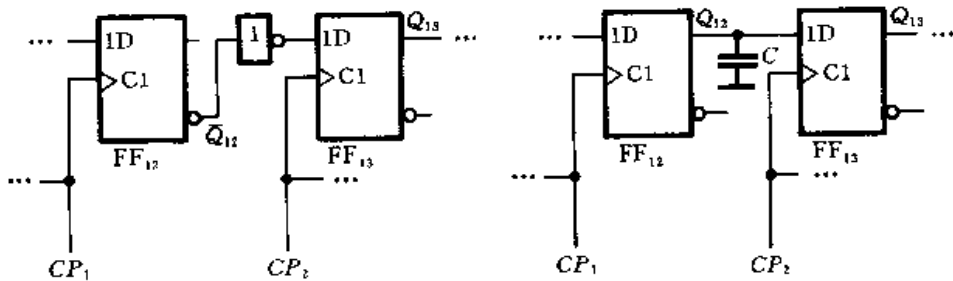 Q₁₃
Q₁₂
Q₁₃
... 1D
1
1D
...
... 1D
C
1D
...
C1
C1
C1
C1
Q̅₁₂
FF₁₂
FF₁₃
FF₁₂
FF₁₃
...
...
...
...
CP₁
CP₂
CP₁
CP₂